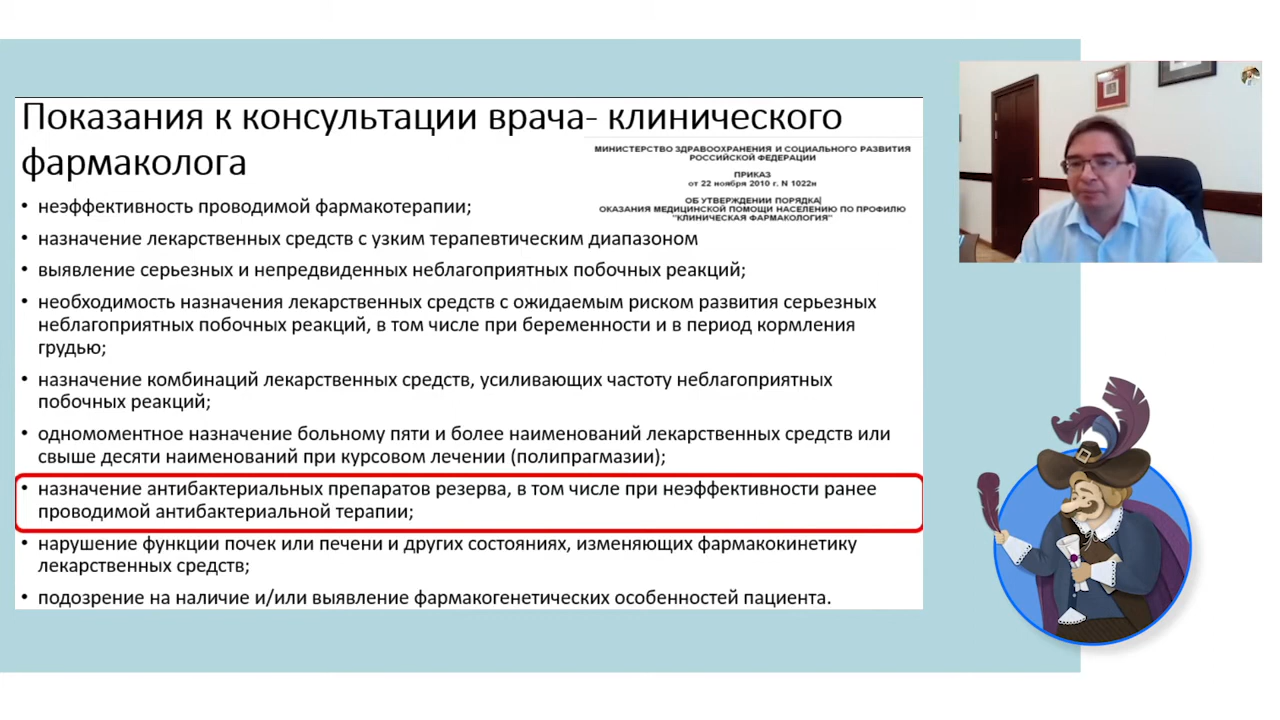 Показания к консультации врача- клинического
фармаколога
МИНИСТЕРСТВО ЗДРАВООХРАНЕНИЯ И СОЦИАЛЬНОГО РАЗВИТИЯ
РОССИЙСКОЙ ФЕДЕРАЦИИ
ПРИКАЗ
от 22 ноября 2010 г. N 1022н
ОБ УТВЕРЖДЕНИИ ПОРЯДКА
ОКАЗАНИЯ МЕДИЦИНСКОЙ ПОМОЩИ НАСЕЛЕНИЮ ПО ПРОФИЛЮ
"КЛИНИЧЕСКАЯ ФАРМАКОЛОГИЯ"
• неэффективность проводимой фармакотерапии;
• назначение лекарственных средств с узким терапевтическим диапазоном
• выявление серьезных и непредвиденных неблагоприятных побочных реакций;
• необходимость назначения лекарственных средств с ожидаемым риском развития серьезных
неблагоприятных побочных реакций, в том числе при беременности и в период кормления
грудью;
• назначение комбинаций лекарственных средств, усиливающих частоту неблагоприятных
побочных реакций;
• одномоментное назначение больному пяти и более наименований лекарственных средств или
свыше десяти наименований при курсовом лечении (полипрагмазии);
• назначение антибактериальных препаратов резерва, в том числе при неэффективности ранее
проводимой антибактериальной терапии;
• нарушение функции почек или печени и других состояниях, изменяющих фармакокинетику
лекарственных средств;
• подозрение на наличие и/или выявление фармакогенетических особенностей пациента.